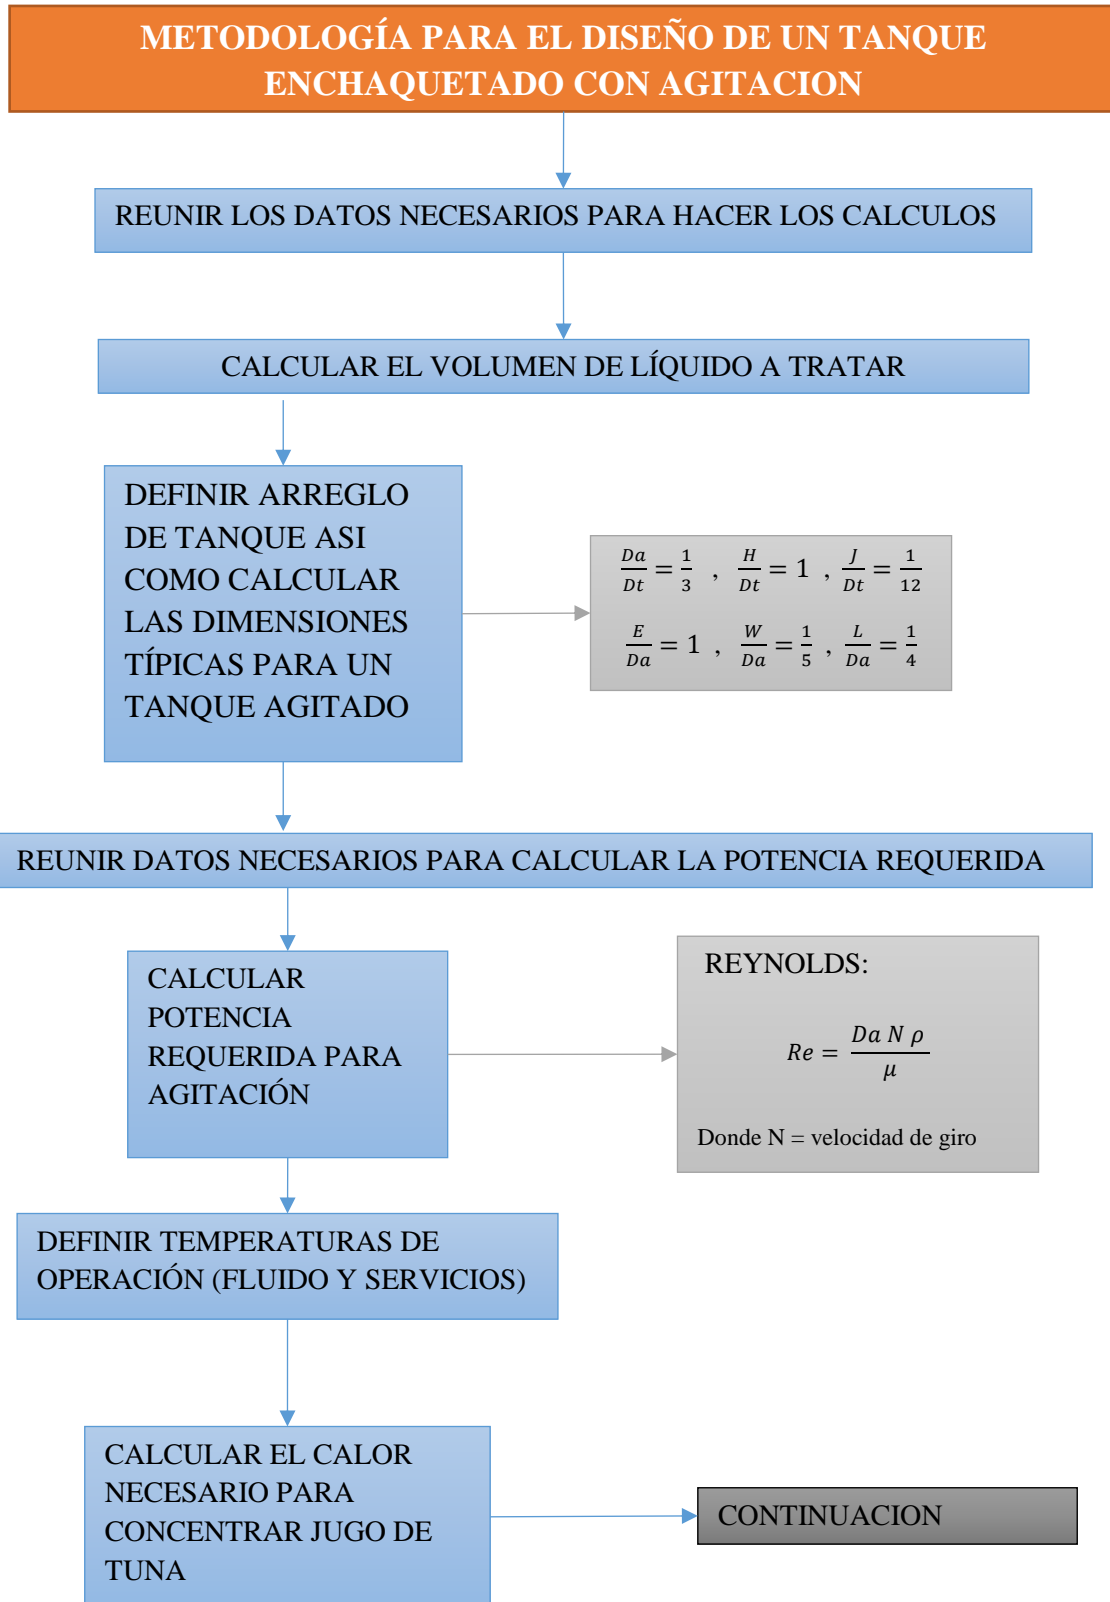 METODOLOGÍA PARA EL DISEÑO DE UN TANQUE
ENCHAQUETADO CON AGITACION
REUNIR LOS DATOS NECESARIOS PARA HACER LOS CALCULOS
CALCULAR EL VOLUMEN DE LÍQUIDO A TRATAR
DEFINIR ARREGLO
DE TANQUE ASI
COMO CALCULAR
LAS DIMENSIONES
TÍPICAS PARA UN
TANQUE AGITADO
Da/Dt = 1/3 , H/Dt = 1 , J/Dt = 1/12
E/Da = 1 , W/Da = 1/5 , L/Da = 1/4
REUNIR DATOS NECESARIOS PARA CALCULAR LA POTENCIA REQUERIDA
CALCULAR
POTENCIA
REQUERIDA PARA
AGITACIÓN
REYNOLDS:
Re = Da N ρ / μ
Donde N = velocidad de giro
DEFINIR TEMPERATURAS DE
OPERACIÓN (FLUIDO Y SERVICIOS)
CALCULAR EL CALOR
NECESARIO PARA
CONCENTRAR JUGO DE
TUNA
CONTINUACION